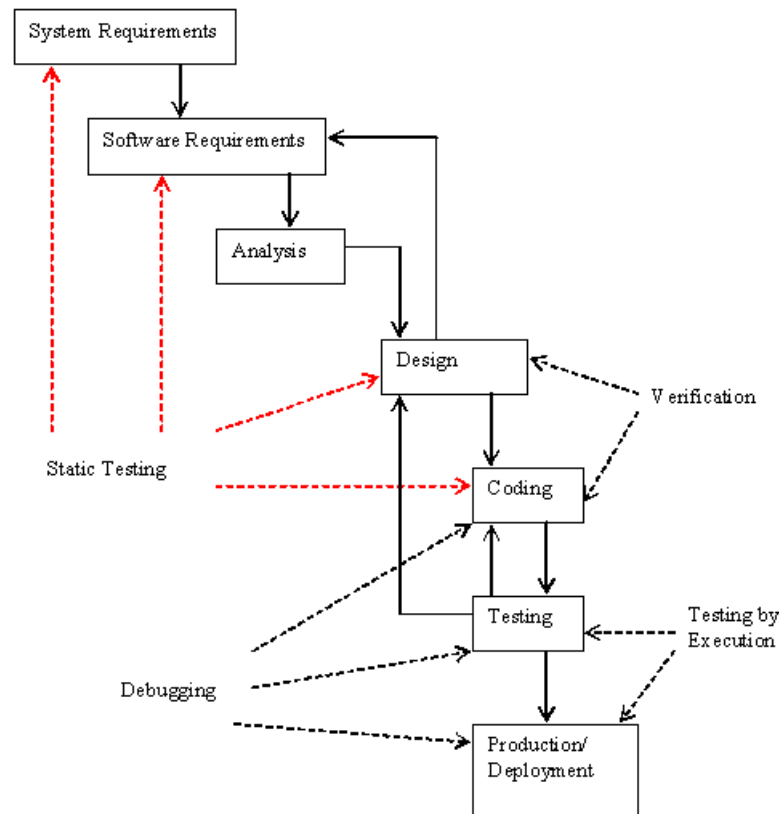 System Requirements
Software Requirements
Analysis
Design
Verification
Static Testing
Coding
Testing
Testing by
Execution
Debugging
Production/
Deployment